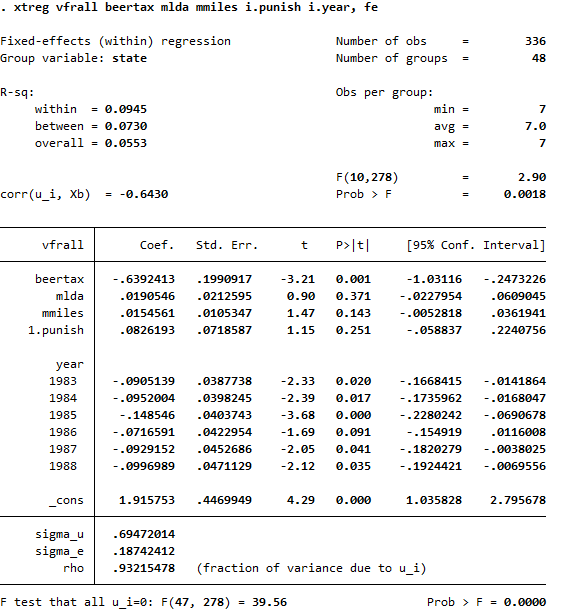 . xtreg vfrall beertax mlda mmiles i.punish i.year, fe
Fixed-effects (within) regression Number of obs = 336
Group variable: state Number of groups = 48
R-sq: Obs per group:
within = 0.0945 min = 7
between = 0.0730 avg = 7.0
overall = 0.0553 max = 7
F(10,278) = 2.90
corr(u_i, Xb) = -0.6430 Prob > F = 0.0018
vfrall Coef. Std. Err. t P>|t| [95% Conf. Interval]
beertax -.6392413 .1990917 -3.21 0.001 -1.03116 -.2473226
mlda .0190546 .0212595 0.90 0.371 -.0227954 .0609045
mmiles .0154561 .0105347 1.47 0.143 -.0052818 .0361941
1.punish .0826193 .0718587 1.15 0.251 -.058837 .2240756
year
1983 -.0905139 .0387738 -2.33 0.020 -.1668415 -.0141864
1984 -.0952004 .0398245 -2.39 0.017 -.1735962 -.0168047
1985 -.148546 .0403743 -3.68 0.000 -.2280242 -.0690678
1986 -.0716591 .0422954 -1.69 0.091 -.154919 .0116008
1987 -.0929152 .0452686 -2.05 0.041 -.1820279 -.0038025
1988 -.0996989 .0471129 -2.12 0.035 -.1924421 -.0069556
_cons 1.915753 .4469949 4.29 0.000 1.035828 2.795678
sigma_u .69472014
sigma_e .18742412
rho .93215478 (fraction of variance due to u_i)
F test that all u_i=0: F(47, 278) = 39.56 Prob > F = 0.0000